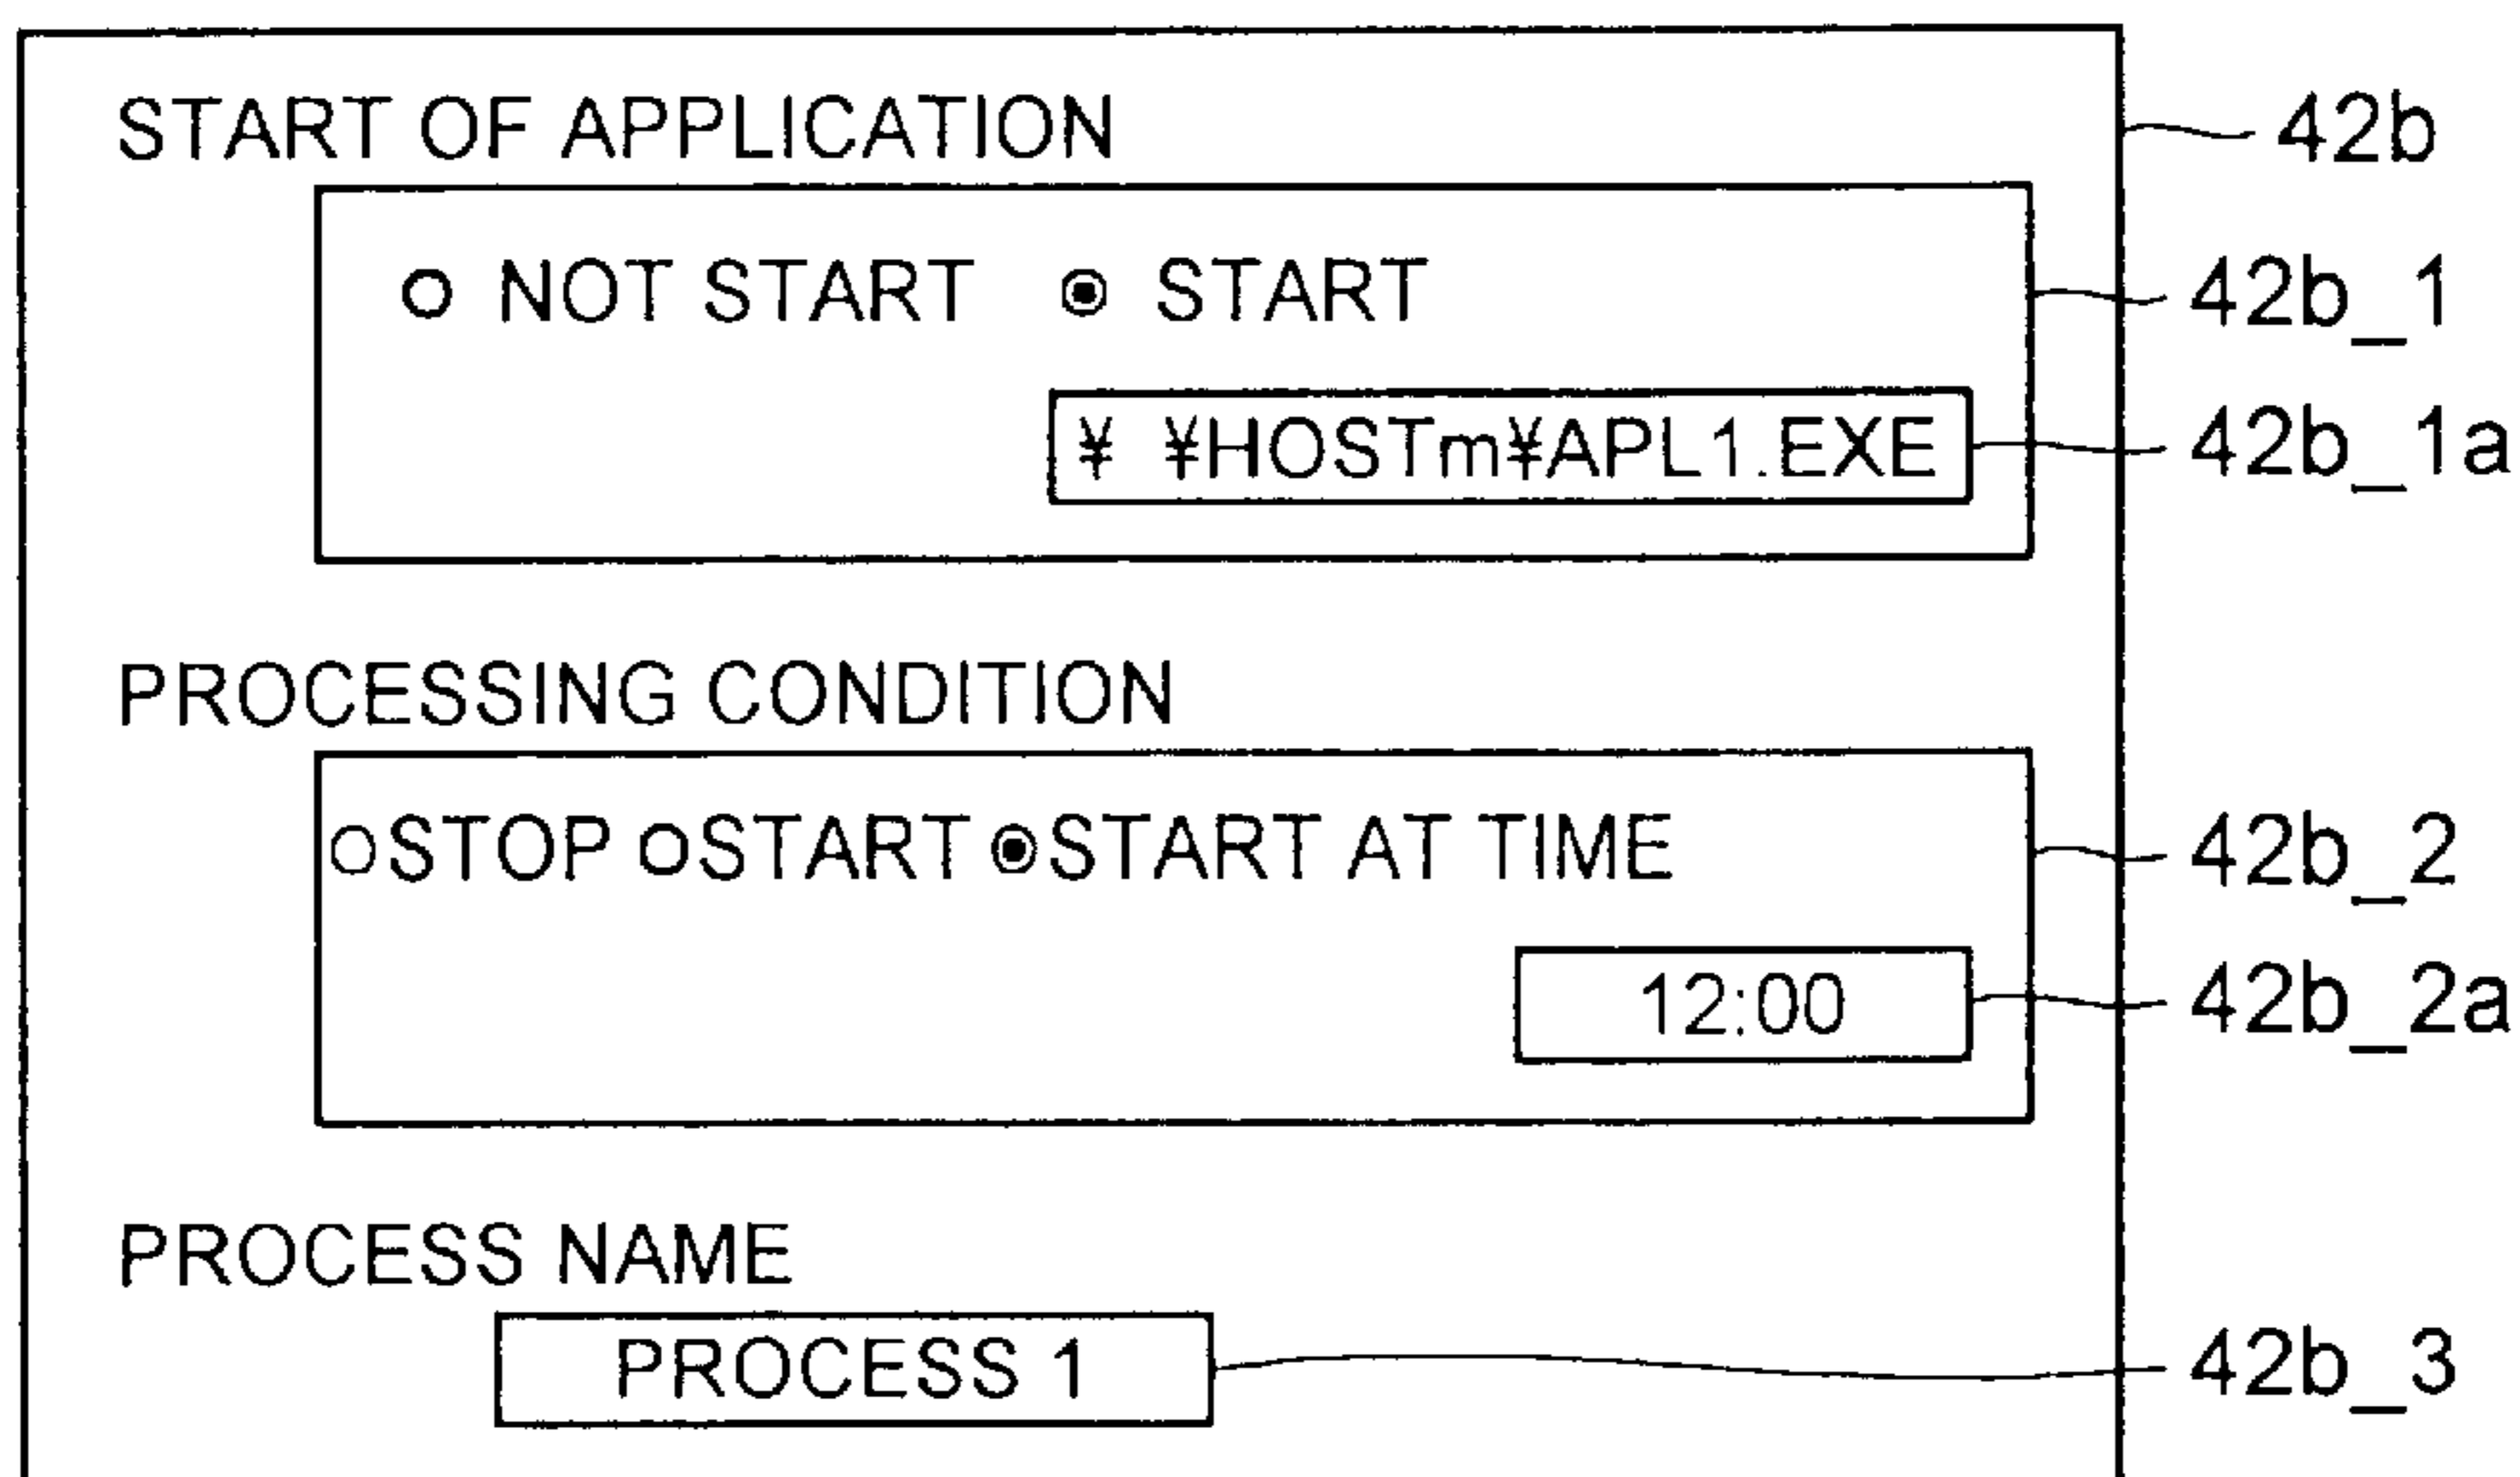 START OF APPLICATION 42b
○ NOT START ◉ START 42b_1
¥ ¥HOSTm¥APL1.EXE 42b_1a
PROCESSING CONDITION
○STOP ○START ◉START AT TIME 42b_2
12:00 42b_2a
PROCESS NAME
PROCESS 1 42b_3